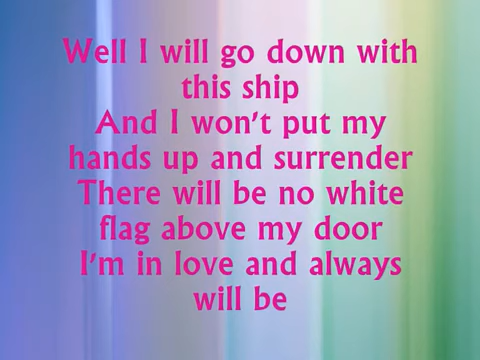 Well I will go down with
this ship
And I won't put my
hands up and surrender
There will be no white
flag above my door
I'm in love and always
will be